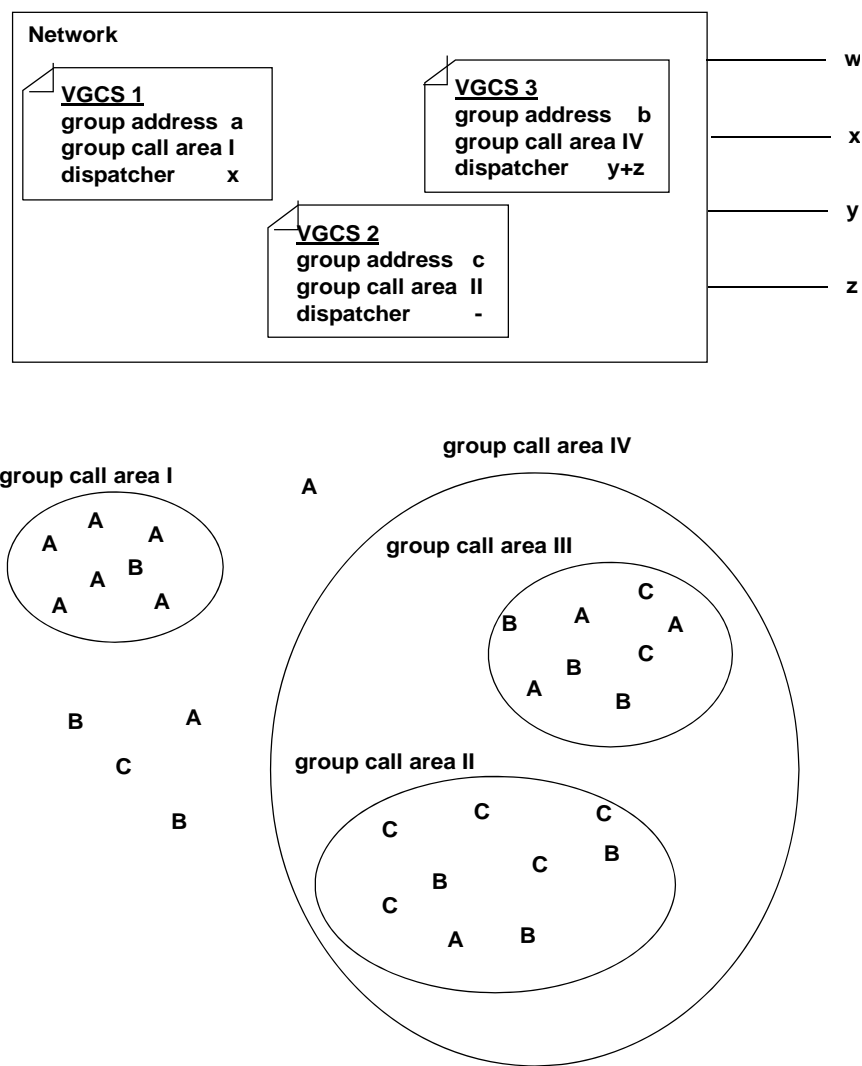 Network
VGCS 1
group address a
group call area I
dispatcher x
VGCS 3
group address b
group call area IV
dispatcher y+z
VGCS 2
group address c
group call area II
dispatcher -
w
x
y
z
group call area IV
group call area I
A
A
A
A
A
B
A
A
group call area III
C
B
A
A
C
B
A
B
B
A
C
B
group call area II
C
C
C
C
B
B
C
A
B